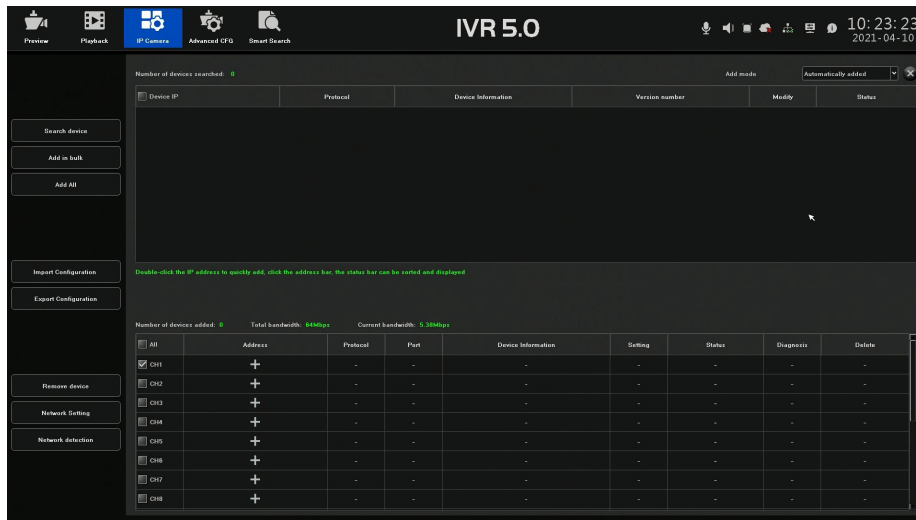 IVR 5.0
10:23:23
2021-04-10
Preview
Playback
IP Camera
Advanced CFG
Smart Search
Number of devices searched: 0
Add mode
Automatically added
Device IP
Protocol
Device Information
Version number
Modify
Status
Search device
Add in bulk
Add All
Import Configuration
Export Configuration
Double-click the IP address to quickly add, click the address bar, the status bar can be sorted and displayed
Number of devices added: 0
Total bandwidth: 64Mbps
Current bandwidth: 5.38Mbps
All
Address
Protocol
Port
Device Information
Setting
Status
Diagnosis
Delete
CH1
- - - - - - -
CH2
- - - - - - -
CH3
- - - - - - -
CH4
- - - - - - -
CH5
- - - - - - -
CH6
- - - - - - -
CH7
- - - - - - -
CH8
- - - - - - -
Remove device
Network Setting
Network detection